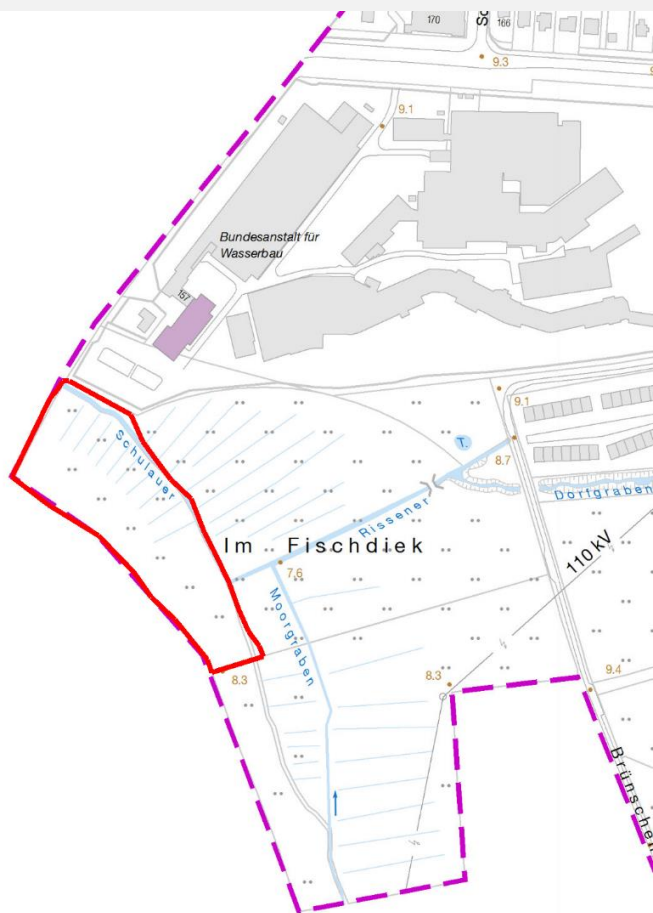 170
166
9.3
9.1
Bundesanstalt für
Wasserbau
157
9.1
T.
8.7
Schulauer
Dorfgraben
Rissener
Im Fischdiek
110 kV
7.6
Moorgraben
8.3
8.3
9.4
Brünschen